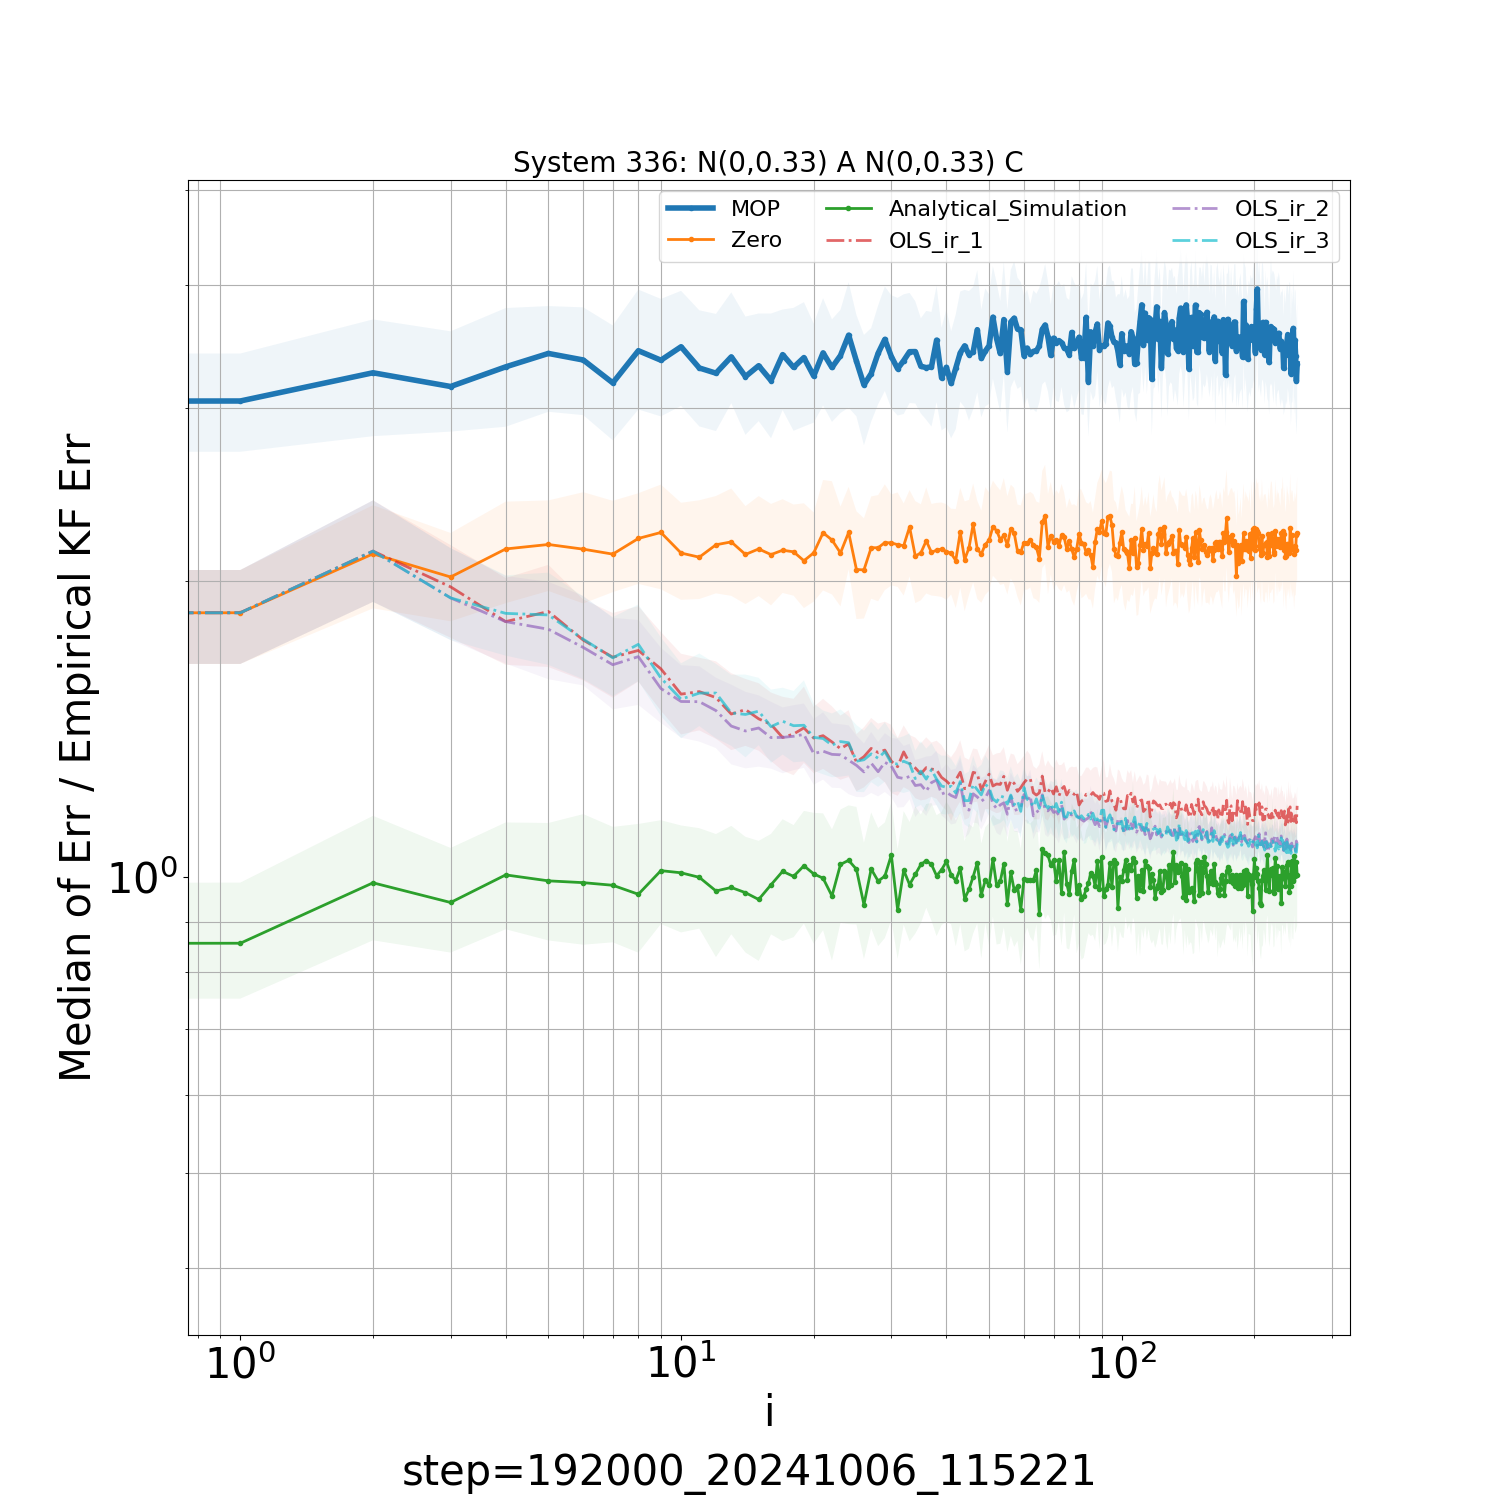 System 336: N(0,0.33) A N(0,0.33) C
MOP
Zero
Analytical_Simulation
OLS_ir_1
OLS_ir_2
OLS_ir_3
Median of Err / Empirical KF Err
10⁰
10⁰
10¹
10²
i
step=192000_20241006_115221